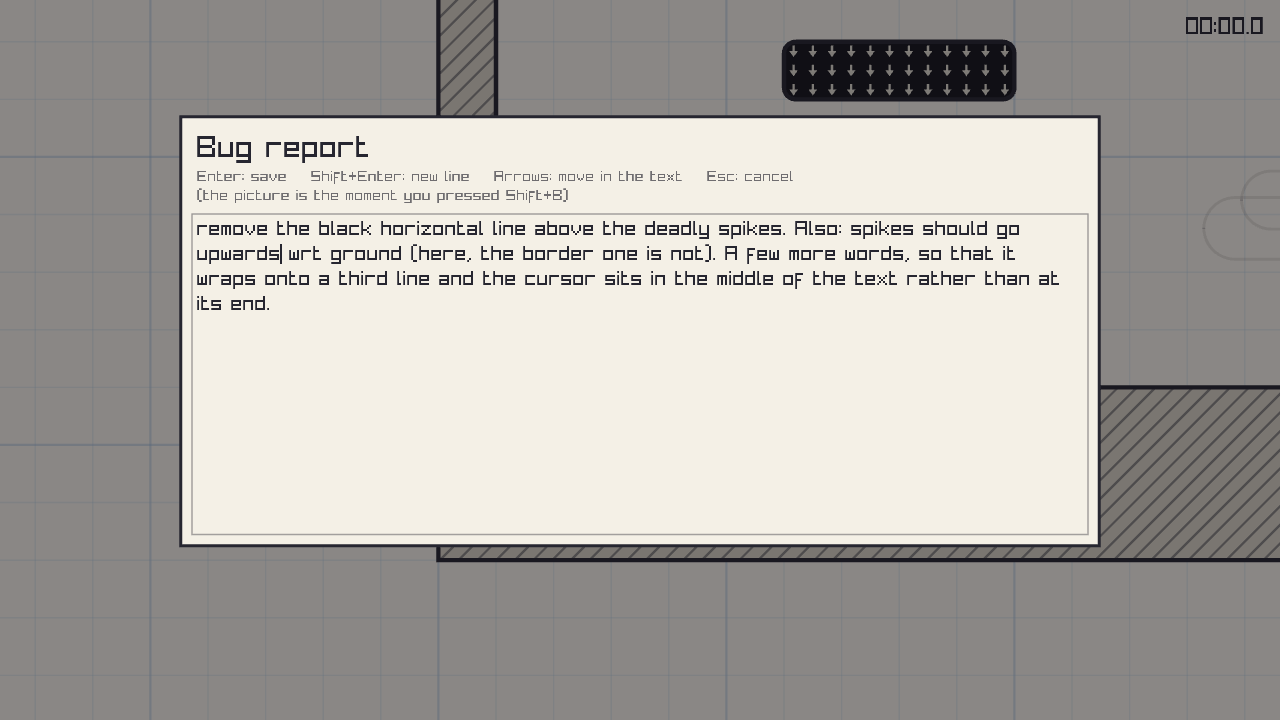 00:00.0
Bug report
Enter: save Shift+Enter: new line Arrows: move in the text Esc: cancel
(the picture is the moment you pressed Shift+B)
remove the black horizontal line above the deadly spikes. Also: spikes should go
upwards wrt ground (here, the border one is not). A few more words, so that it
wraps onto a third line and the cursor sits in the middle of the text rather than at
its end.